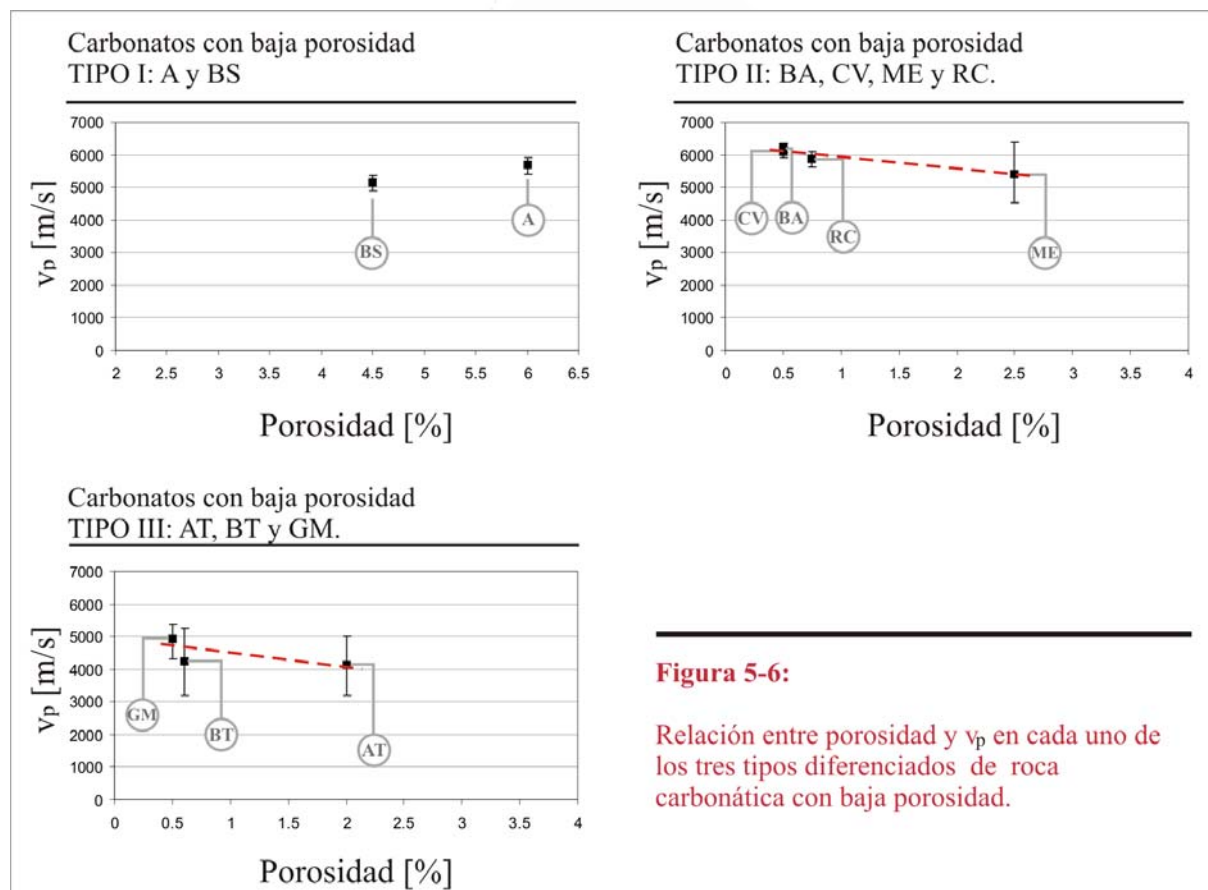 Carbonatos con baja porosidad
TIPO I: A y BS
7000
6000
5000
4000
3000
2000
1000
0
vp [m/s]
BS
A
2 2.5 3 3.5 4 4.5 5 5.5 6 6.5
Porosidad [%]
Carbonatos con baja porosidad
TIPO II: BA, CV, ME y RC.
7000
6000
5000
4000
3000
2000
1000
0
vp [m/s]
CV
BA
RC
ME
0 0.5 1 1.5 2 2.5 3 3.5 4
Porosidad [%]
Carbonatos con baja porosidad
TIPO III: AT, BT y GM.
7000
6000
5000
4000
3000
2000
1000
0
vp [m/s]
GM
BT
AT
0 0.5 1 1.5 2 2.5 3 3.5 4
Porosidad [%]
Figura 5-6:
Relación entre porosidad y vp en cada uno de
los tres tipos diferenciados de roca
carbonática con baja porosidad.